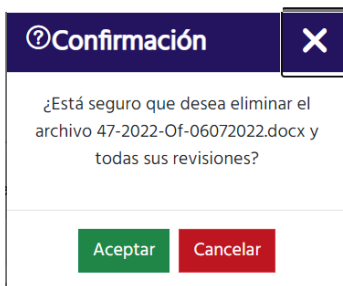 Confirmación
¿Está seguro que desea eliminar el
archivo 47-2022-Of-06072022.docx y
todas sus revisiones?
Aceptar
Cancelar